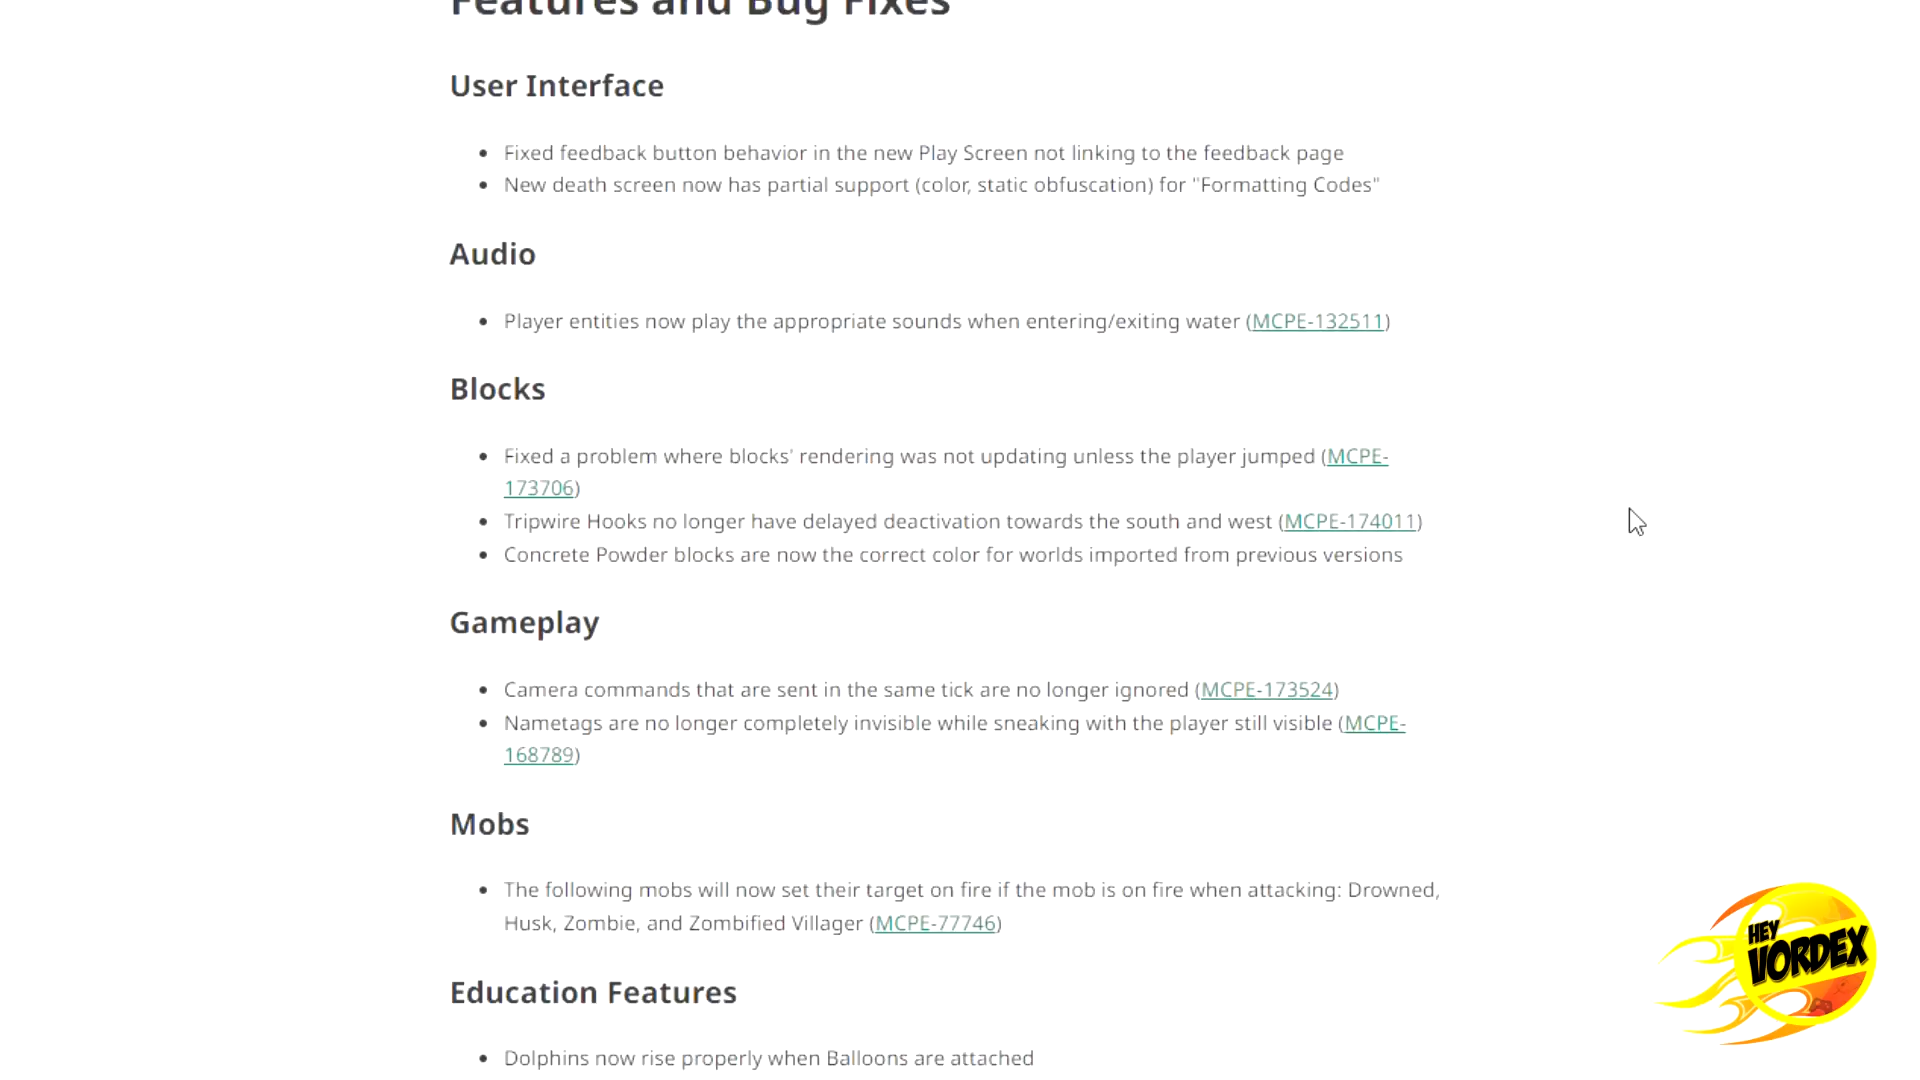 Features and Bug Fixes
User Interface
• Fixed feedback button behavior in the new Play Screen not linking to the feedback page
• New death screen now has partial support (color, static obfuscation) for "Formatting Codes"
Audio
• Player entities now play the appropriate sounds when entering/exiting water (MCPE-132511)
Blocks
• Fixed a problem where blocks' rendering was not updating unless the player jumped (MCPE-
173706)
• Tripwire Hooks no longer have delayed deactivation towards the south and west (MCPE-174011)
• Concrete Powder blocks are now the correct color for worlds imported from previous versions
Gameplay
• Camera commands that are sent in the same tick are no longer ignored (MCPE-173524)
• Nametags are no longer completely invisible while sneaking with the player still visible (MCPE-
168789)
Mobs
• The following mobs will now set their target on fire if the mob is on fire when attacking: Drowned,
Husk, Zombie, and Zombified Villager (MCPE-77746)
Education Features
• Dolphins now rise properly when Balloons are attached
HEY
VORDEX